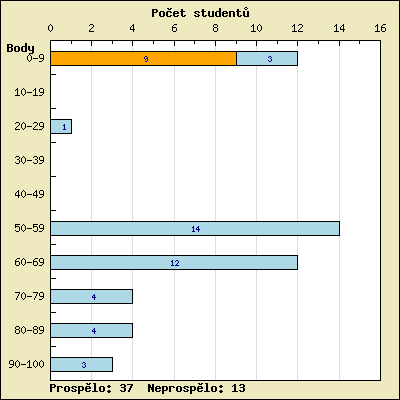 Počet studentů
0 2 4 6 8 10 12 14 16
Body
0-9 9 3
10-19
20-29 1
30-39
40-49
50-59 14
60-69 12
70-79 4
80-89 4
90-100 3
Prospělo: 37 Neprospělo: 13